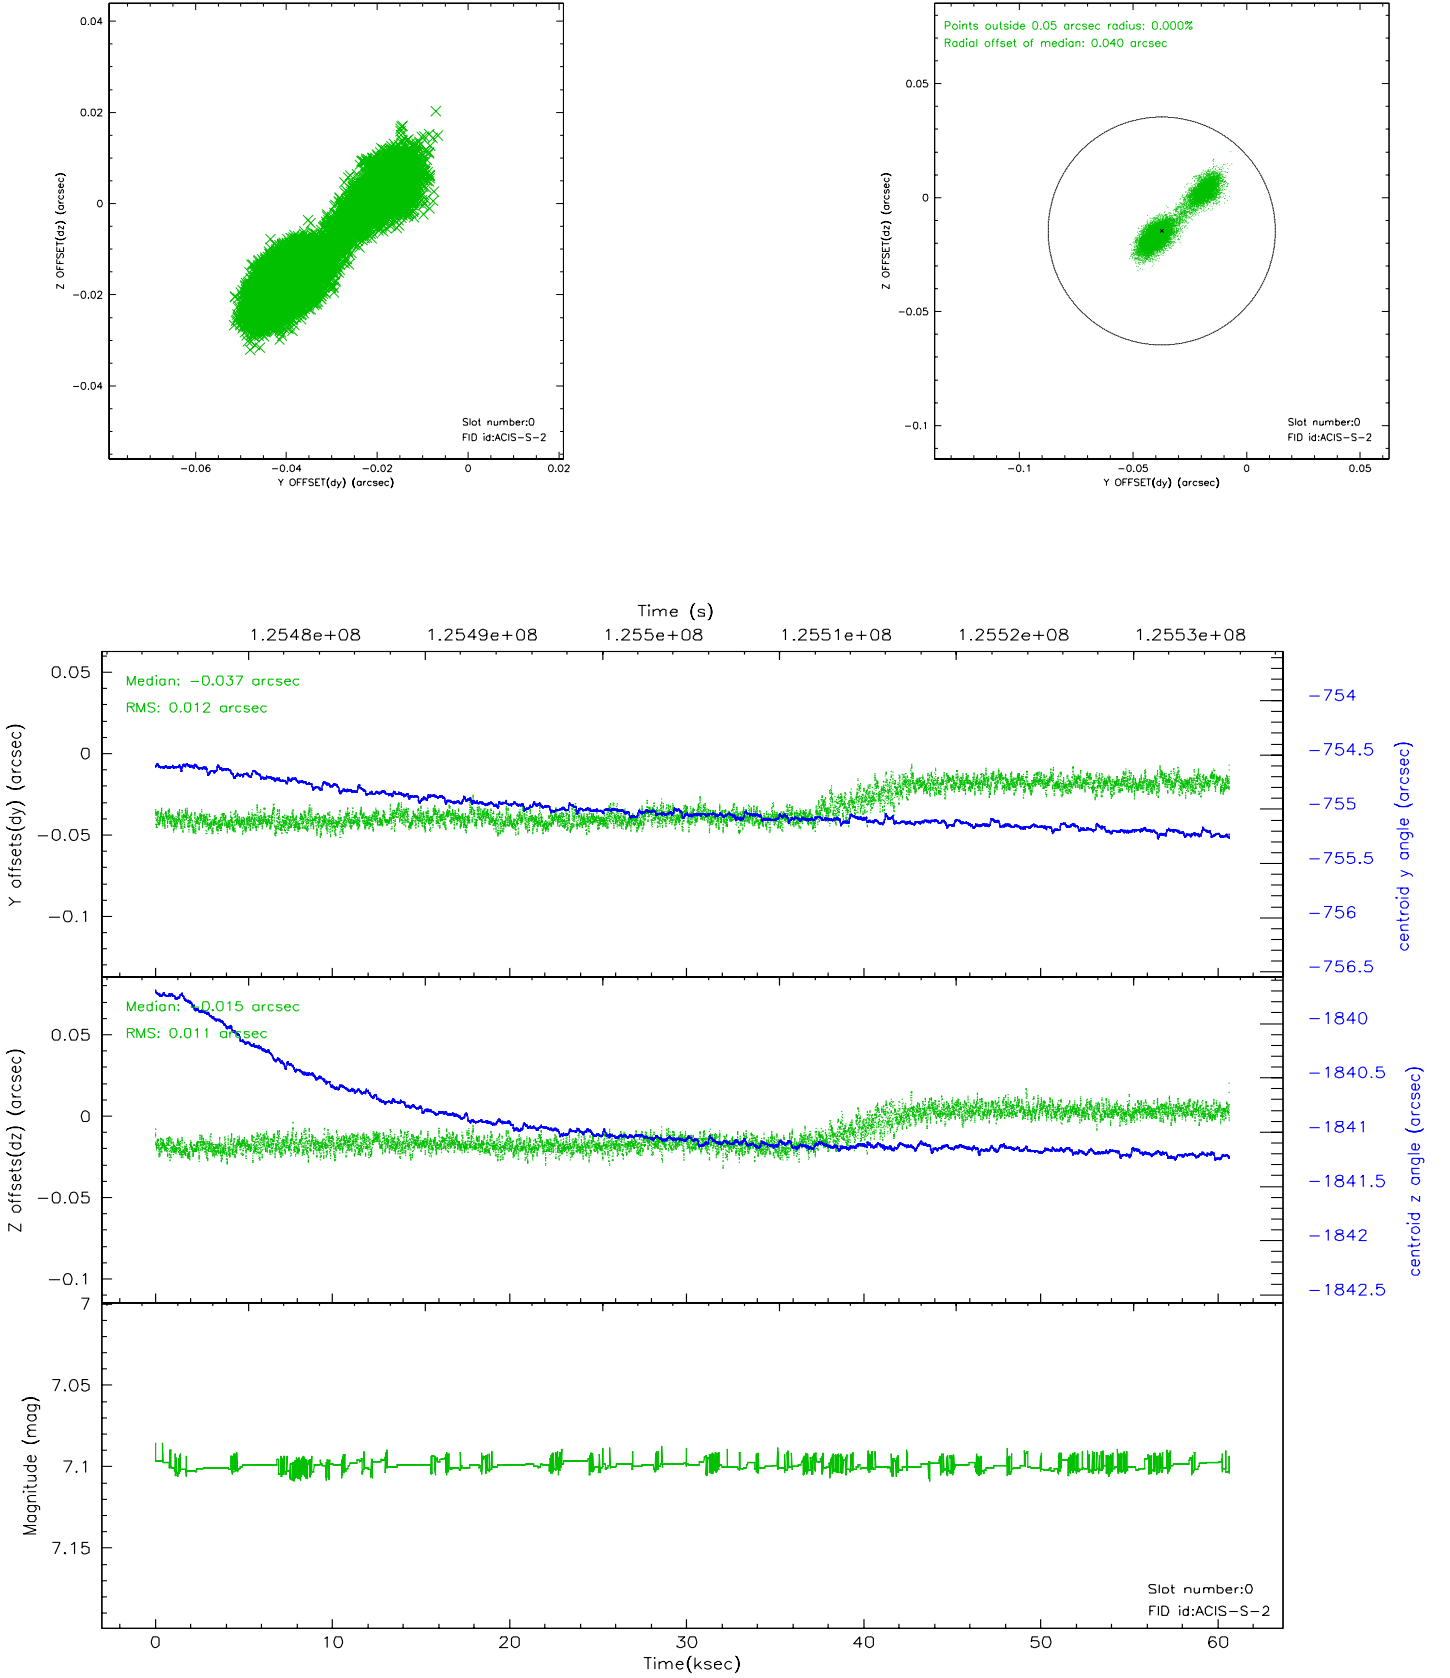 0.04
0.02
0
−0.02
−0.04
Z OFFSET(dz) (arcsec)
Slot number:0
FID id:ACIS−S−2
−0.06
−0.04
−0.02
0
0.02
Y OFFSET(dy) (arcsec)
Points outside 0.05 arcsec radius: 0.000%
Radial offset of median: 0.040 arcsec
0.05
0
−0.05
−0.1
Z OFFSET(dz) (arcsec)
Slot number:0
FID id:ACIS−S−2
−0.1
−0.05
0
0.05
Y OFFSET(dy) (arcsec)
Time (s)
1.2548e+08
1.2549e+08
1.255e+08
1.2551e+08
1.2552e+08
1.2553e+08
Median: −0.037 arcsec
RMS: 0.012 arcsec
0.05
0
−0.05
−0.1
Y offsets(dy) (arcsec)
−754
−754.5
−755
−755.5
−756
−756.5
centroid y angle (arcsec)
Median: −0.015 arcsec
RMS: 0.011 arcsec
0.05
0
−0.05
−0.1
Z offsets(dz) (arcsec)
−1840
−1840.5
−1841
−1841.5
−1842
−1842.5
centroid z angle (arcsec)
7
7.05
7.1
7.15
Magnitude (mag)
Slot number:0
FID id:ACIS−S−2
0
10
20
30
40
50
60
Time(ksec)